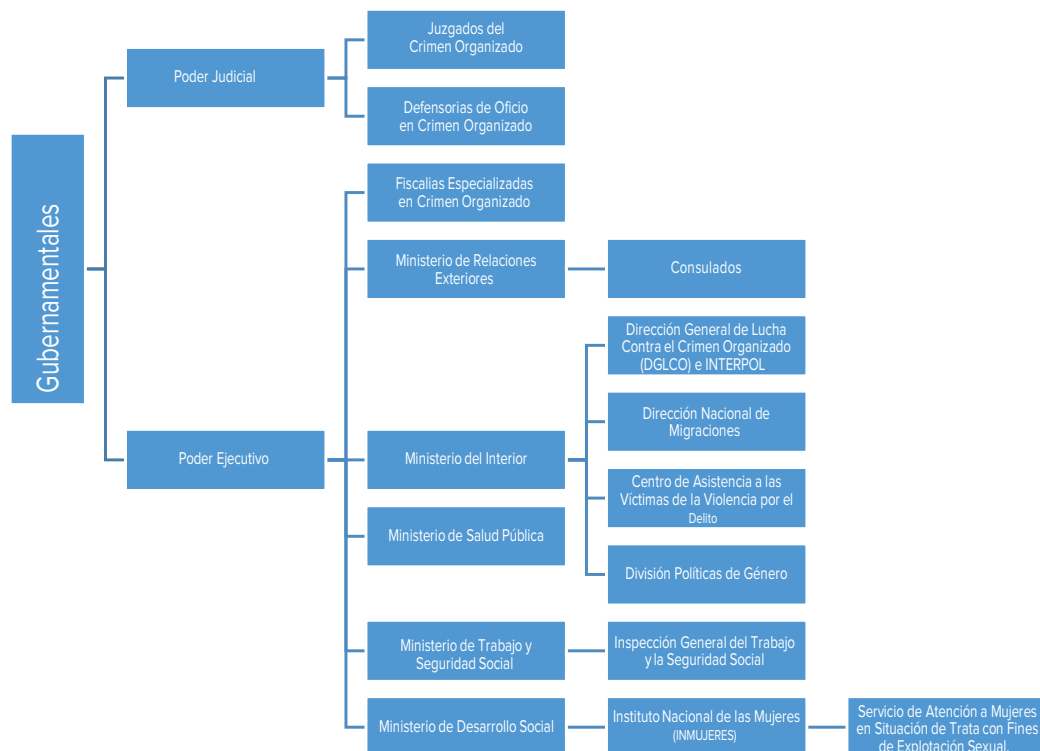 Gubernamentales
Poder Judicial
Juzgados del
Crimen Organizado
Defensorias de Oficio
en Crimen Organizado
Poder Ejecutivo
Fiscalias Especializadas
en Crimen Organizado
Ministerio de Relaciones
Exteriores
Consulados
Ministerio del Interior
Dirección General de Lucha
Contra el Crimen Organizado
(DGLCO) e INTERPOL
Dirección Nacional de
Migraciones
Centro de Asistencia a las
Víctimas de la Violencia por el
Delito
División Políticas de Género
Ministerio de Salud Pública
Ministerio de Trabajo y
Seguridad Social
Inspección General del Trabajo
y la Seguridad Social
Ministerio de Desarrollo Social
Instituto Nacional de las Mujeres
(INMUJERES)
Servicio de Atención a Mujeres
en Situación de Trata con Fines
de Explotación Sexual